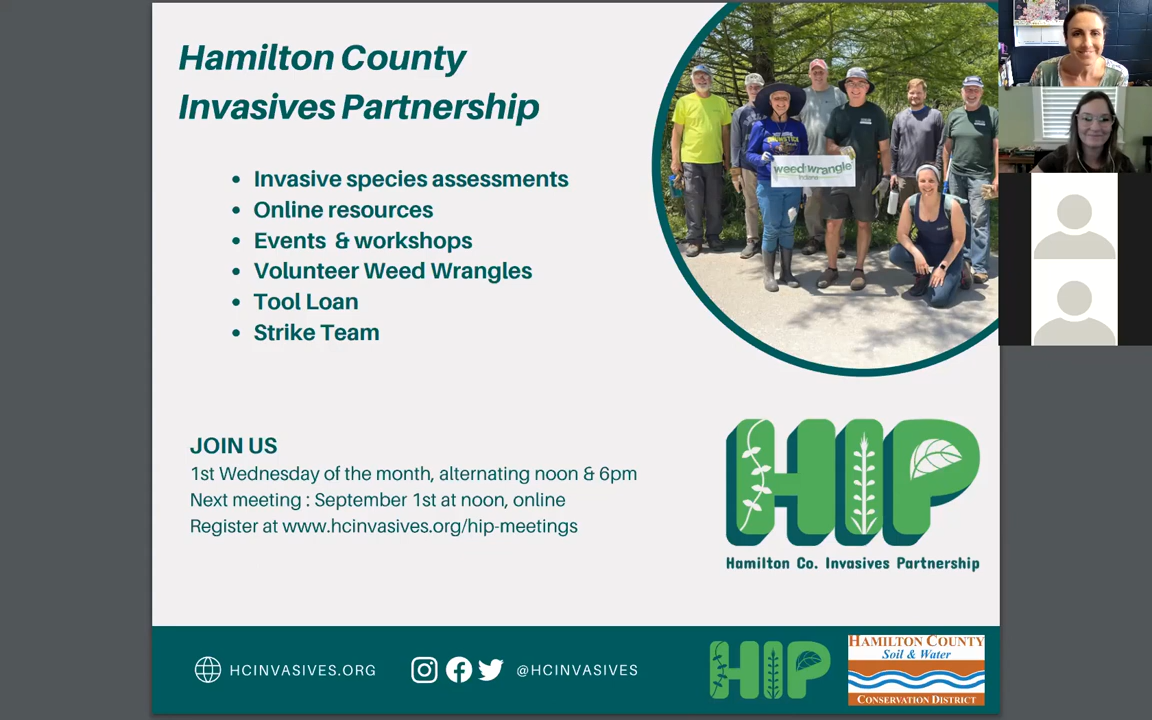 Hamilton County
Invasives Partnership
• Invasive species assessments
• Online resources
• Events & workshops
• Volunteer Weed Wrangles
• Tool Loan
• Strike Team
weed wrangle
JOIN US
1st Wednesday of the month, alternating noon & 6pm
Next meeting : September 1st at noon, online
Register at www.hcinvasives.org/hip-meetings
HIP
Hamilton Co. Invasives Partnership
HCINVASIVES.ORG
@HCINVASIVES
HIP
HAMILTON COUNTY
Soil & Water
CONSERVATION DISTRICT